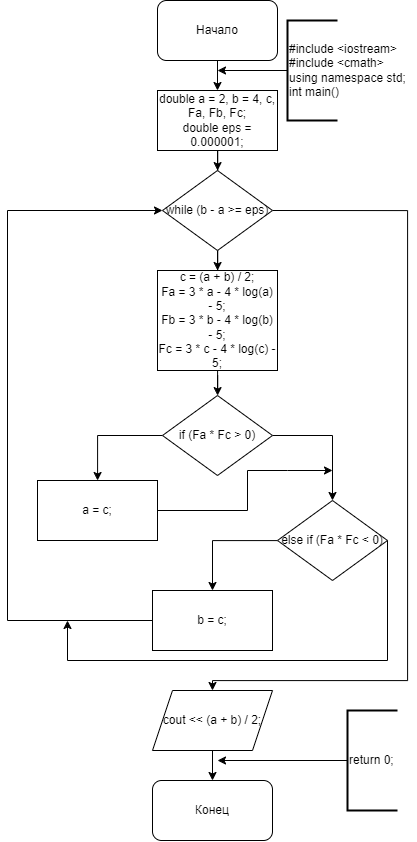 Начало
#include <iostream>
#include <cmath>
using namespace std;
int main()
double a = 2, b = 4, c,
Fa, Fb, Fc;
double eps =
0.000001;
while (b - a >= eps)
c = (a + b) / 2;
Fa = 3 * a - 4 * log(a)
- 5;
Fb = 3 * b - 4 * log(b)
- 5;
Fc = 3 * c - 4 * log(c) -
5;
if (Fa * Fc > 0)
a = c;
else if (Fa * Fc < 0)
b = c;
cout << (a + b) / 2;
return 0;
Конец